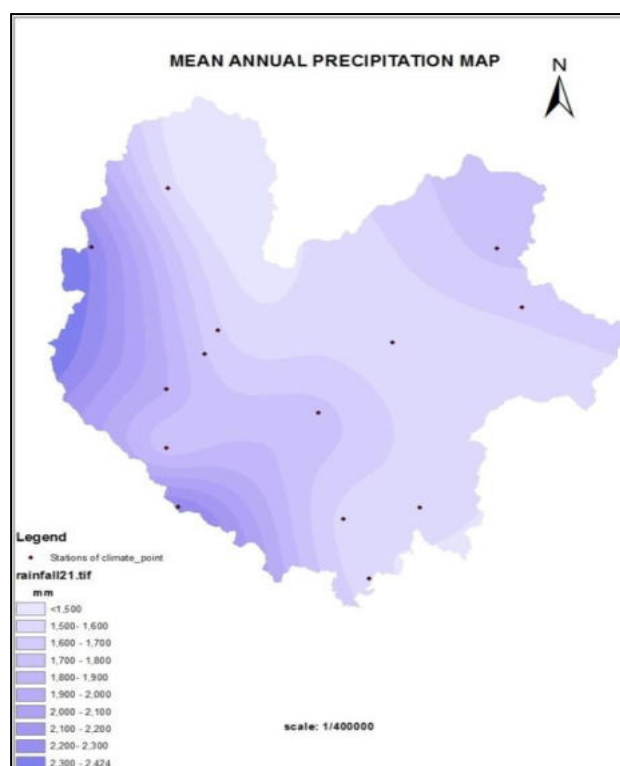 MEAN ANNUAL PRECIPITATION MAP
N
Legend
Stations of climate_point
rainfall21.tif
mm
<1,500
1,500- 1,600
1,600 - 1,700
1,700 - 1,800
1,800- 1,900
1,900 - 2,000
2,000 - 2,100
2,100 - 2,200
2,200- 2,300
2,300 - 2,424
scale: 1/400000